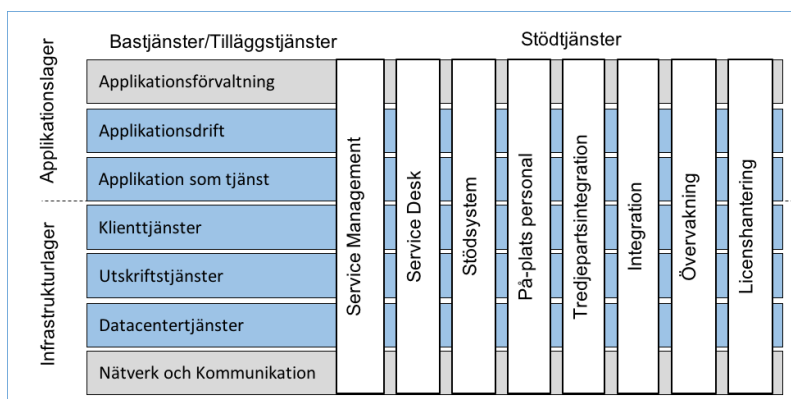 Bastjänster/Tilläggstjänster
Stödtjänster
Applikationslager
Applikationsförvaltning
Applikationsdrift
Applikation som tjänst
Infrastrukturlager
Klienttjänster
Utskriftstjänster
Datacentertjänster
Nätverk och Kommunikation
Service Management
Service Desk
Stödsystem
På-plats personal
Tredjepartsintegration
Integration
Övervakning
Licenshantering